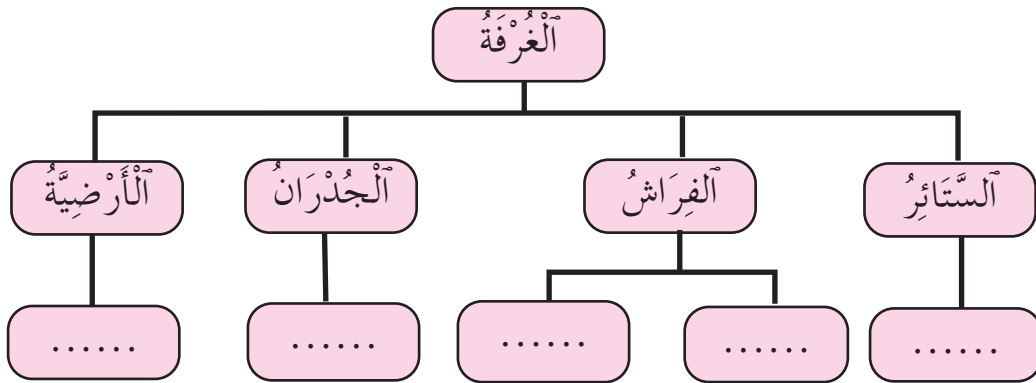 ٱلْغُرْفَةُ
ٱلسَّتَائِرُ ٱلفِرَاشُ ٱلْجُدْرَانُ ٱلْأَرْضِيَّةُ
...... ...... ...... ...... ......